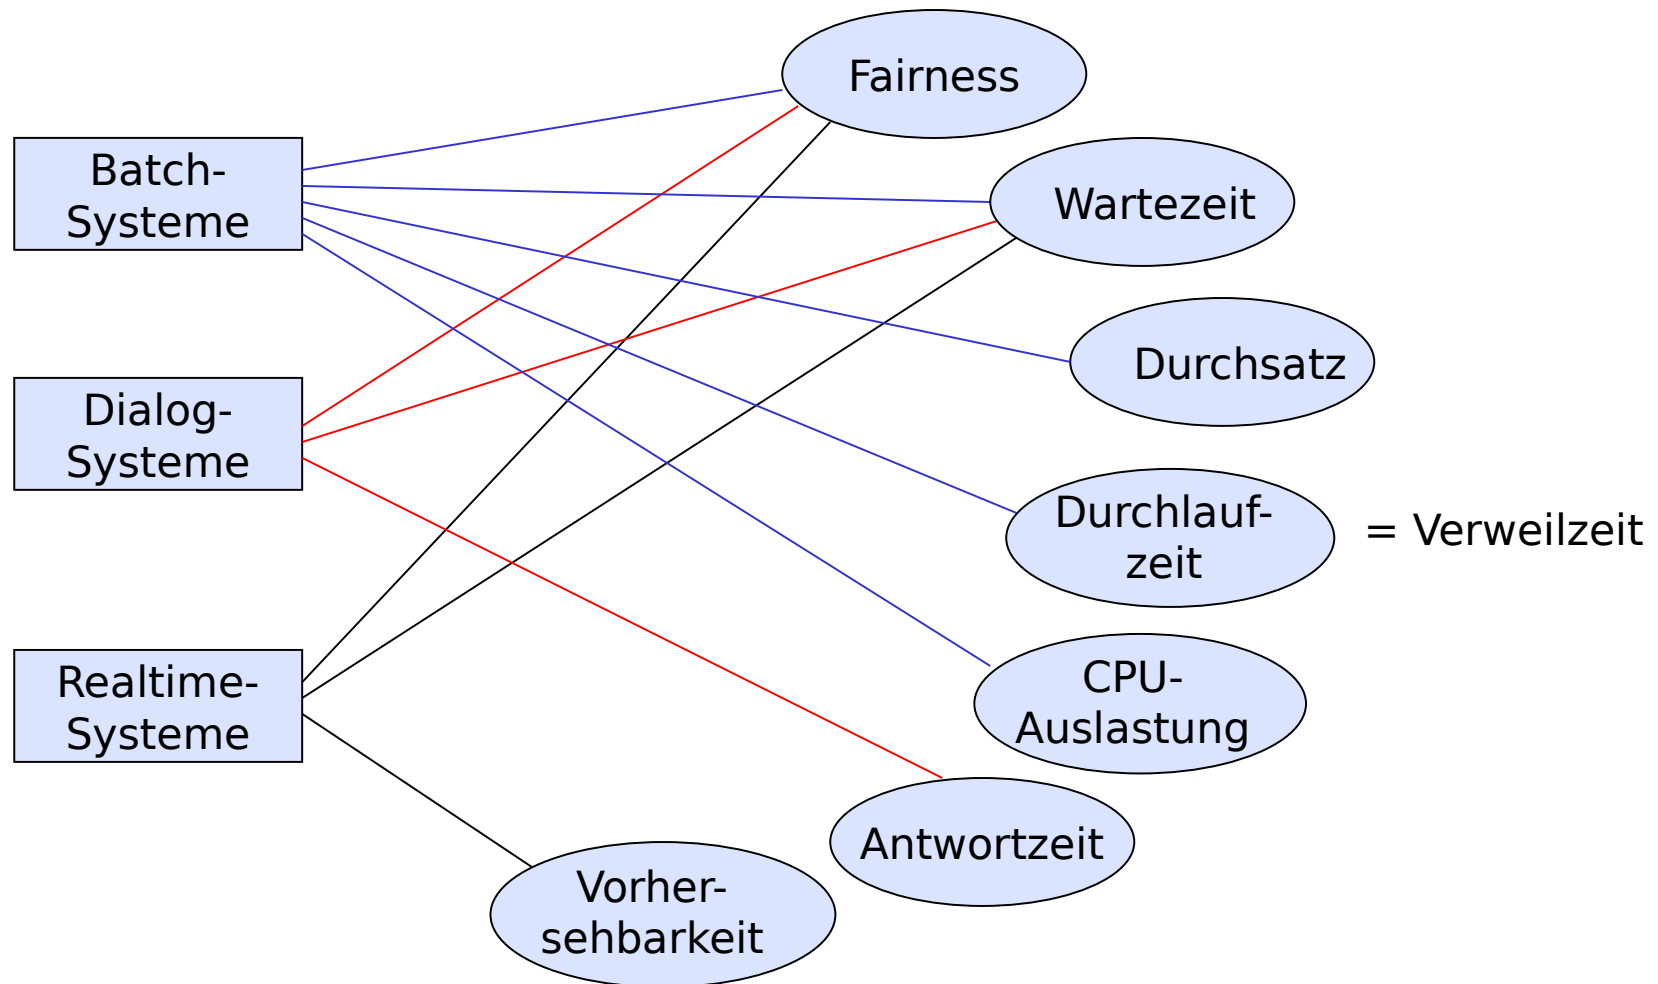 Fairness
Batch-
Systeme
Wartezeit
Durchsatz
Dialog-
Systeme
Durchlauf-
zeit
= Verweilzeit
Realtime-
Systeme
CPU-
Auslastung
Antwortzeit
Vorher-
sehbarkeit